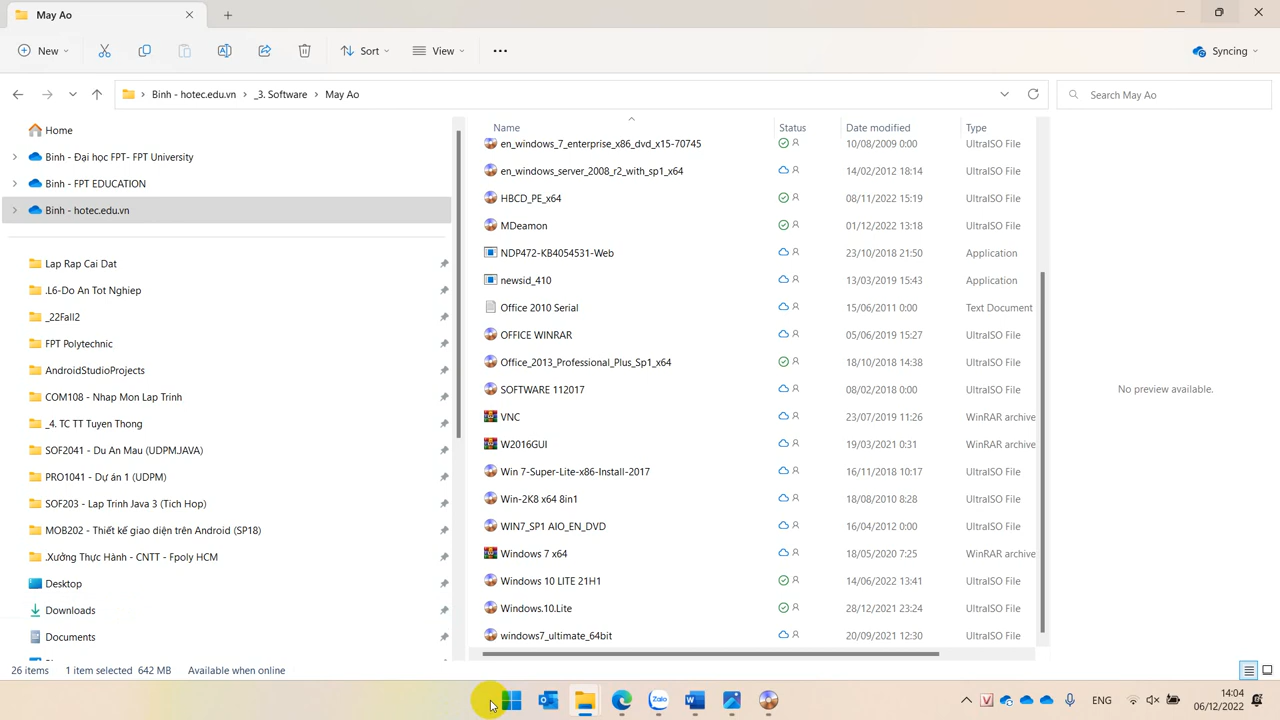 May Ao
New
Sort
View
Syncing
Binh - hotec.edu.vn
_3. Software
May Ao
Search May Ao
Home
Binh - Đại học FPT- FPT University
Binh - FPT EDUCATION
Binh - hotec.edu.vn
Lap Rap Cai Dat
.L6-Do An Tot Nghiep
_22Fall2
FPT Polytechnic
AndroidStudioProjects
COM108 - Nhap Mon Lap Trinh
_4. TC TT Tuyen Thong
SOF2041 - Du An Mau (UDPM.JAVA)
PRO1041 - Dự án 1 (UDPM)
SOF203 - Lap Trinh Java 3 (Tich Hop)
MOB202 - Thiết kế giao diện trên Android (SP18)
.Xưởng Thực Hành - CNTT - Fpoly HCM
Desktop
Downloads
Documents
Name Status Date modified Type
en_windows_7_enterprise_x86_dvd_x15-70745 10/08/2009 0:00 UltraISO File
en_windows_server_2008_r2_with_sp1_x64 14/02/2012 18:14 UltraISO File
HBCD_PE_x64 08/11/2022 15:19 UltraISO File
MDeamon 01/12/2022 13:18 UltraISO File
NDP472-KB4054531-Web 23/10/2018 21:50 Application
newsid_410 13/03/2019 15:43 Application
Office 2010 Serial 15/06/2011 0:00 Text Document
OFFICE WINRAR 05/06/2019 15:27 UltraISO File
Office_2013_Professional_Plus_Sp1_x64 18/10/2018 14:38 UltraISO File
SOFTWARE 112017 08/02/2018 0:00 UltraISO File
VNC 23/07/2019 11:26 WinRAR archive
W2016GUI 19/03/2021 0:31 WinRAR archive
Win 7-Super-Lite-x86-Install-2017 16/11/2018 10:17 UltraISO File
Win-2K8 x64 8in1 18/08/2010 8:28 UltraISO File
WIN7_SP1 AIO_EN_DVD 16/04/2012 0:00 UltraISO File
Windows 7 x64 18/05/2020 7:25 WinRAR archive
Windows 10 LITE 21H1 14/06/2022 13:41 UltraISO File
Windows.10.Lite 28/12/2021 23:24 UltraISO File
windows7_ultimate_64bit 20/09/2021 12:30 UltraISO File
No preview available.
26 items 1 item selected 642 MB Available when online
Zalo
ENG
14:04
06/12/2022